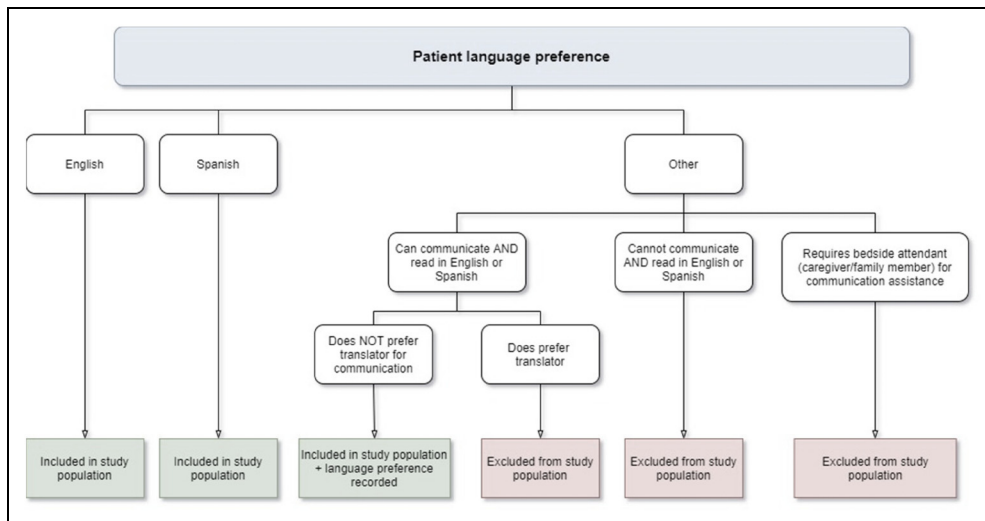 Patient language preference
English
Spanish
Other
Can communicate AND
read in English or
Spanish
Cannot communicate
AND read in English or
Spanish
Requires bedside attendant
(caregiver/family member) for
communication assistance
Does NOT prefer
translator for
communication
Does prefer
translator
Included in study
population
Included in study
population
Included in study population
+ language preference
recorded
Excluded from study
population
Excluded from study
population
Excluded from study
population